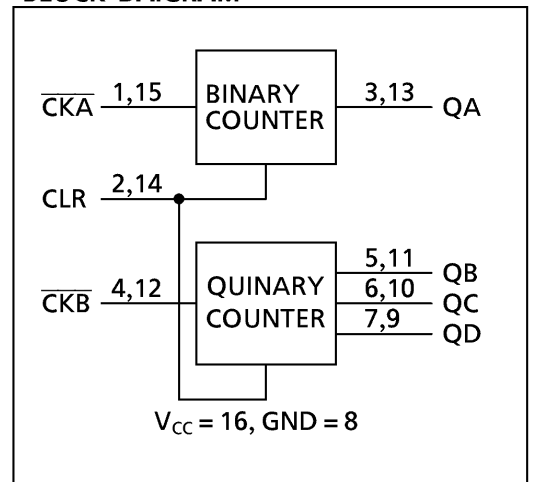 BLOCK DAIGRAM
CKA 1,15 BINARY COUNTER 3,13 QA
CLR 2,14
CKB 4,12 QUINARY COUNTER 5,11 QB
6,10 QC
7,9 QD
VCC = 16, GND = 8